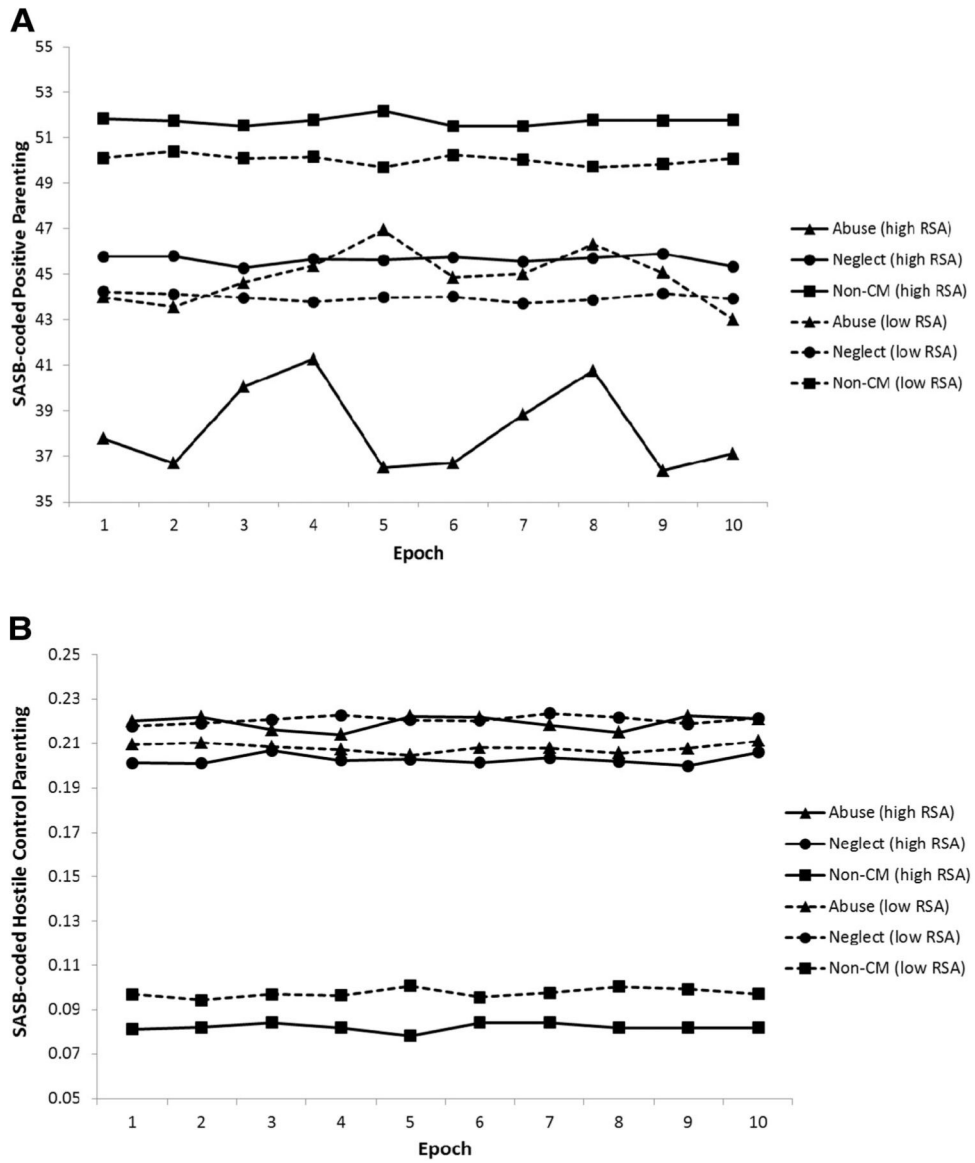 A
SASB-coded Positive Parenting
55
53
51
49
47
45
43
41
39
37
35
1 2 3 4 5 6 7 8 9 10
Epoch
Abuse (high RSA)
Neglect (high RSA)
Non-CM (high RSA)
Abuse (low RSA)
Neglect (low RSA)
Non-CM (low RSA)
B
SASB-coded Hostile Control Parenting
0.25
0.23
0.21
0.19
0.17
0.15
0.13
0.11
0.09
0.07
0.05
1 2 3 4 5 6 7 8 9 10
Epoch
Abuse (high RSA)
Neglect (high RSA)
Non-CM (high RSA)
Abuse (low RSA)
Neglect (low RSA)
Non-CM (low RSA)